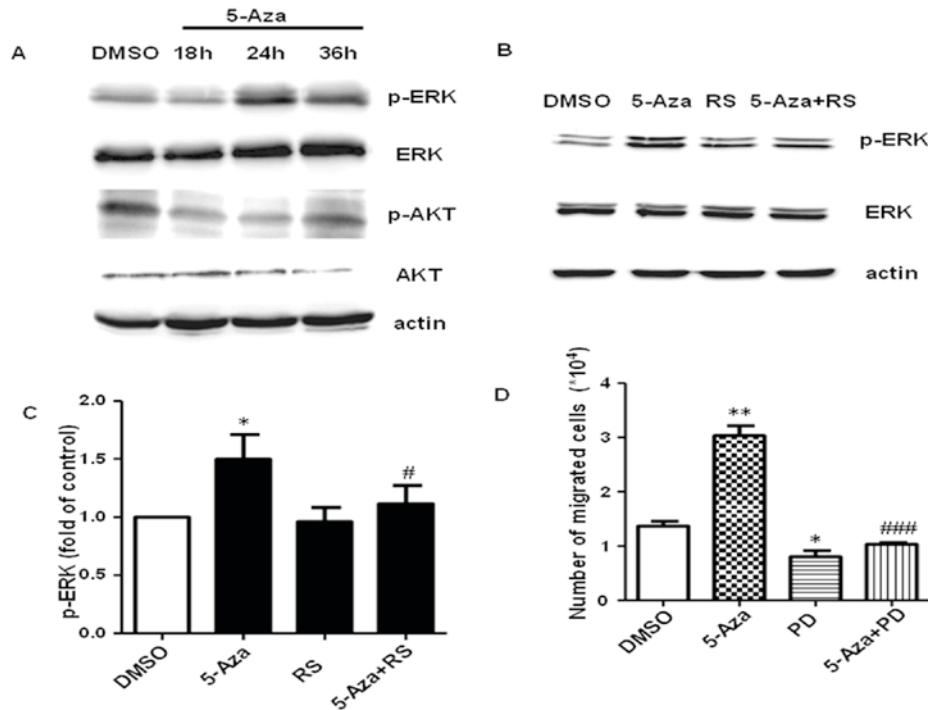 A
5-Aza
DMSO 18h 24h 36h
p-ERK
ERK
p-AKT
AKT
actin
B
DMSO 5-Aza RS 5-Aza+RS
p-ERK
ERK
actin
C
p-ERK (fold of control)
2.0
1.5
1.0
0.5
0.0
*
#
DMSO
5-Aza
RS
5-Aza+RS
D
Number of migrated cells (*10⁴)
4
3
2
1
0
**
*
###
DMSO
5-Aza
PD
5-Aza+PD